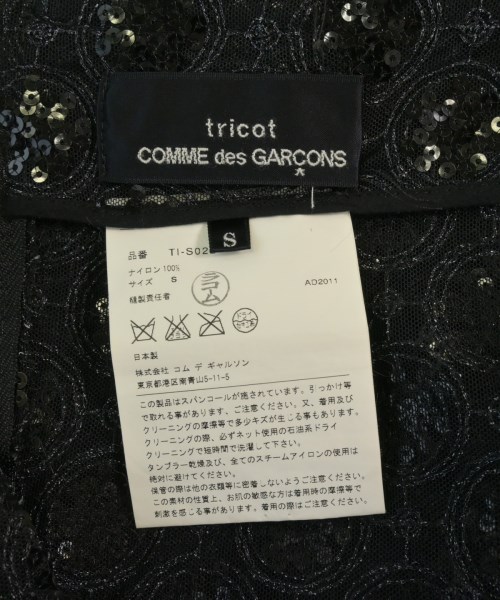 tricot
COMME des GARÇONS
S
品番 TI-S02
ナイロン100%
サイズ S
縫製責任者
AD2011
日本製
株式会社 コム デ ギャルソン
東京都港区南青山5-11-5
この製品はスパンコールが施されています。引っかけ等
で取れる事があります、ご注意ください。又、着用及び
クリーニングの摩擦等で多少キズが生じる事もあります。
クリーニングの際、必ずネット使用の石油系ドライ
クリーニングで短時間で洗濯して下さい。
タンブラー乾燥及び、全てのスチームアイロンの使用は
絶対に避けてください。
保管の際は他の衣類等に密着しないようご注意ください
この素材の性質上、お肌の敏感な方は着用時の摩擦等で
刺激を感じる事が有ります。着用の際はご注意下さい。